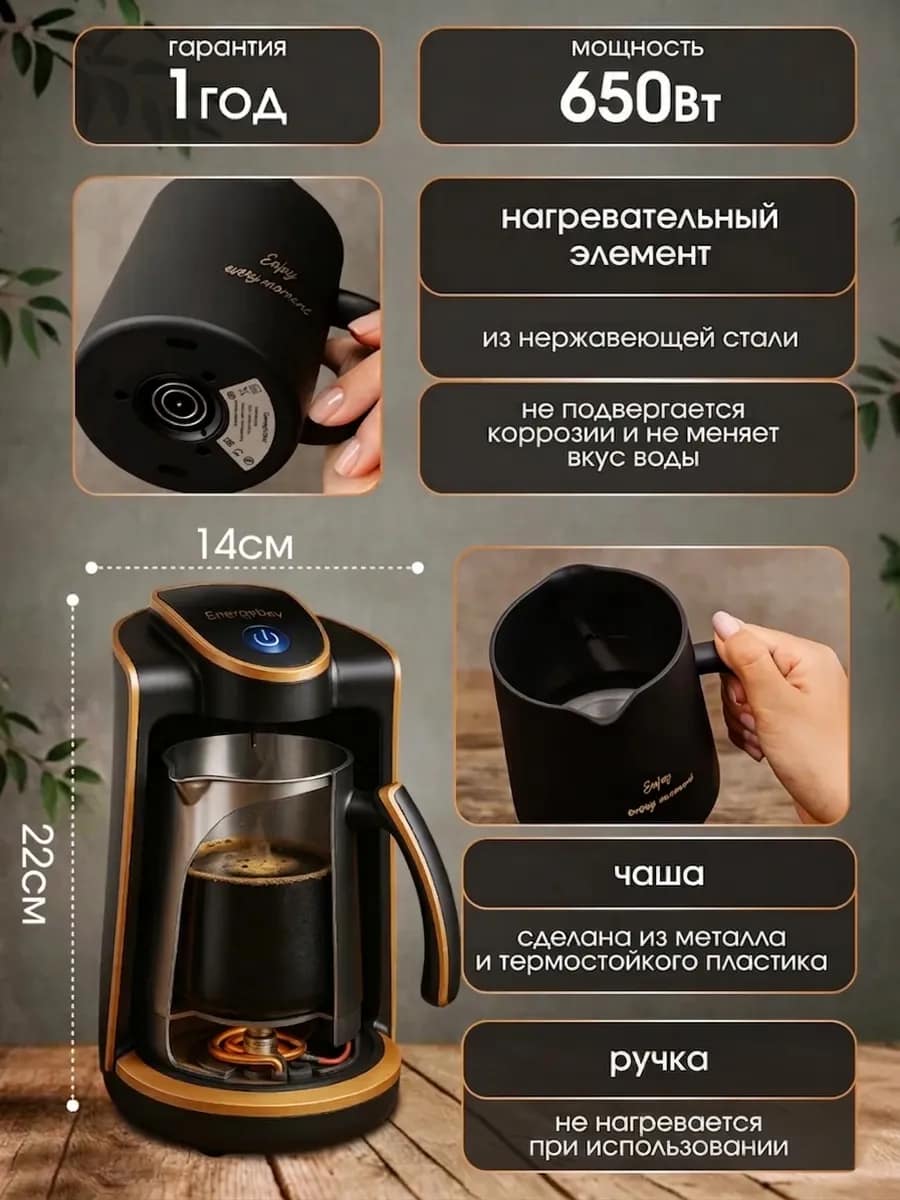 гарантия
1 год
мощность
650Вт
Enjoy
every moment
нагревательный
элемент
из нержавеющей стали
не подвергается
коррозии и не меняет
вкус воды
14см
22см
Enjoy
every moment
чаша
сделана из металла
и термостойкого пластика
ручка
не нагревается
при использовании